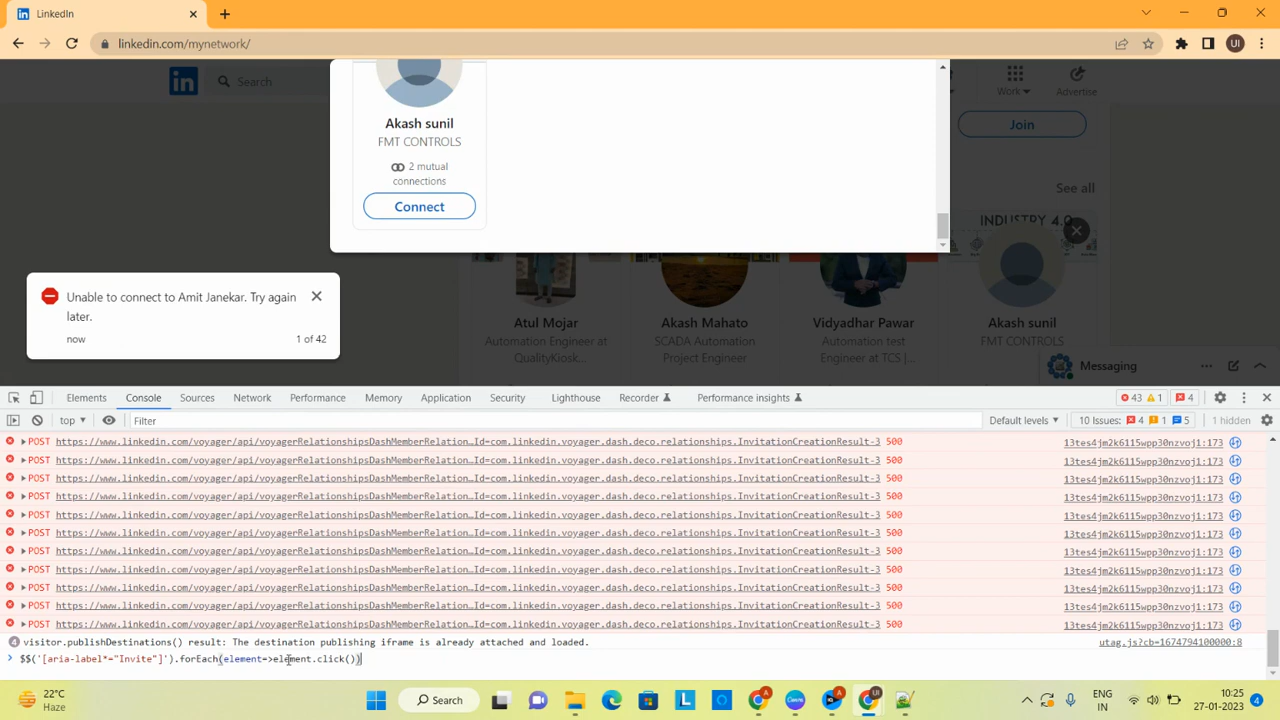 LinkedIn
linkedin.com/mynetwork/
UI
in
Search
Work
Advertise
Akash sunil
FMT CONTROLS
2 mutual
connections
Connect
Join
See all
INDUSTRY 4.0
Unable to connect to Amit Janekar. Try again
later.
now
1 of 42
Atul Mojar
Automation Engineer at
QualityKiosk...
Akash Mahato
SCADA Automation
Project Engineer
Vidyadhar Pawar
Automation test
Engineer at TCS |...
Akash sunil
FMT CONTROLS
Messaging
Elements Console Sources Network Performance Memory Application Security Lighthouse Recorder Performance insights 43 1 4
top Filter Default levels 10 Issues: 4 1 5 1 hidden
POST https://www.linkedin.com/voyager/api/voyagerRelationshipsDashMemberRelation…Id=com.linkedin.voyager.dash.deco.relationships.InvitationCreationResult-3 500 13tes4jm2k6115wpp30nzvoj1:173
POST https://www.linkedin.com/voyager/api/voyagerRelationshipsDashMemberRelation…Id=com.linkedin.voyager.dash.deco.relationships.InvitationCreationResult-3 500 13tes4jm2k6115wpp30nzvoj1:173
POST https://www.linkedin.com/voyager/api/voyagerRelationshipsDashMemberRelation…Id=com.linkedin.voyager.dash.deco.relationships.InvitationCreationResult-3 500 13tes4jm2k6115wpp30nzvoj1:173
POST https://www.linkedin.com/voyager/api/voyagerRelationshipsDashMemberRelation…Id=com.linkedin.voyager.dash.deco.relationships.InvitationCreationResult-3 500 13tes4jm2k6115wpp30nzvoj1:173
POST https://www.linkedin.com/voyager/api/voyagerRelationshipsDashMemberRelation…Id=com.linkedin.voyager.dash.deco.relationships.InvitationCreationResult-3 500 13tes4jm2k6115wpp30nzvoj1:173
POST https://www.linkedin.com/voyager/api/voyagerRelationshipsDashMemberRelation…Id=com.linkedin.voyager.dash.deco.relationships.InvitationCreationResult-3 500 13tes4jm2k6115wpp30nzvoj1:173
POST https://www.linkedin.com/voyager/api/voyagerRelationshipsDashMemberRelation…Id=com.linkedin.voyager.dash.deco.relationships.InvitationCreationResult-3 500 13tes4jm2k6115wpp30nzvoj1:173
POST https://www.linkedin.com/voyager/api/voyagerRelationshipsDashMemberRelation…Id=com.linkedin.voyager.dash.deco.relationships.InvitationCreationResult-3 500 13tes4jm2k6115wpp30nzvoj1:173
POST https://www.linkedin.com/voyager/api/voyagerRelationshipsDashMemberRelation…Id=com.linkedin.voyager.dash.deco.relationships.InvitationCreationResult-3 500 13tes4jm2k6115wpp30nzvoj1:173
POST https://www.linkedin.com/voyager/api/voyagerRelationshipsDashMemberRelation…Id=com.linkedin.voyager.dash.deco.relationships.InvitationCreationResult-3 500 13tes4jm2k6115wpp30nzvoj1:173
POST https://www.linkedin.com/voyager/api/voyagerRelationshipsDashMemberRelation…Id=com.linkedin.voyager.dash.deco.relationships.InvitationCreationResult-3 500 13tes4jm2k6115wpp30nzvoj1:173
4 visitor.publishDestinations() result: The destination publishing iframe is already attached and loaded. utag.js?cb=1674794100000:8
$$('[aria-label*="Invite"]').forEach(element=>element.click())
22°C
Haze
Search
ENG
IN
10:25
27-01-2023
4